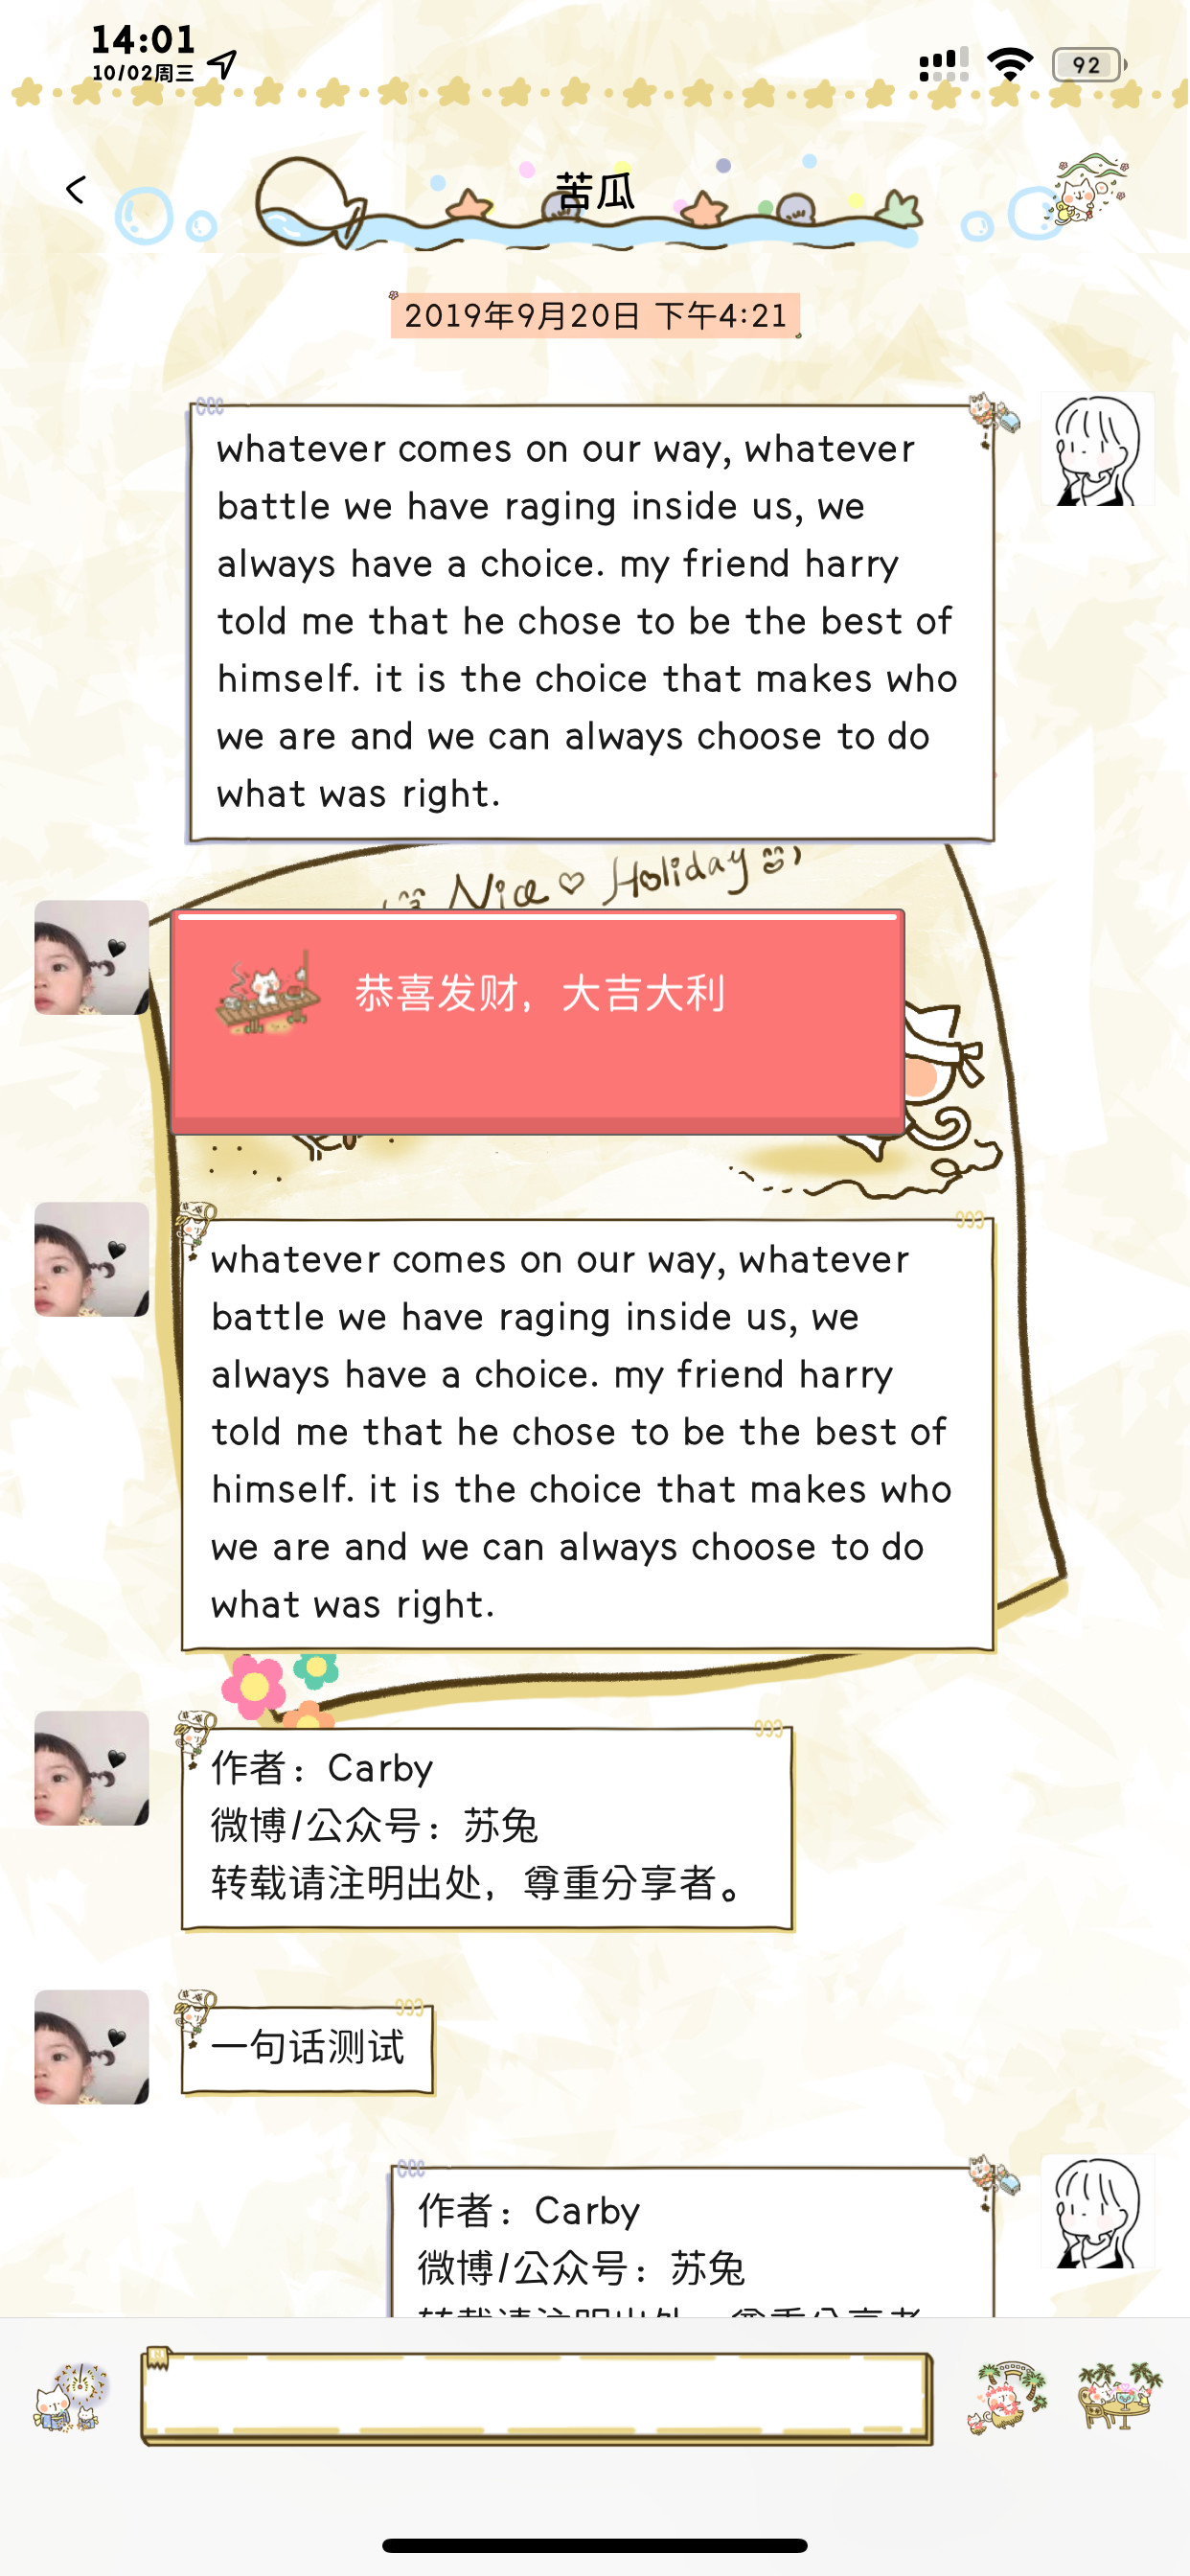 14:01
10/02周三
92
苦瓜
2019年9月20日 下午4:21
whatever comes on our way, whatever
battle we have raging inside us, we
always have a choice. my friend harry
told me that he chose to be the best of
himself. it is the choice that makes who
we are and we can always choose to do
what was right.
Nice Holiday
恭喜发财，大吉大利
whatever comes on our way, whatever
battle we have raging inside us, we
always have a choice. my friend harry
told me that he chose to be the best of
himself. it is the choice that makes who
we are and we can always choose to do
what was right.
作者：Carby
微博/公众号：苏兔
转载请注明出处，尊重分享者。
一句话测试
作者：Carby
微博/公众号：苏兔